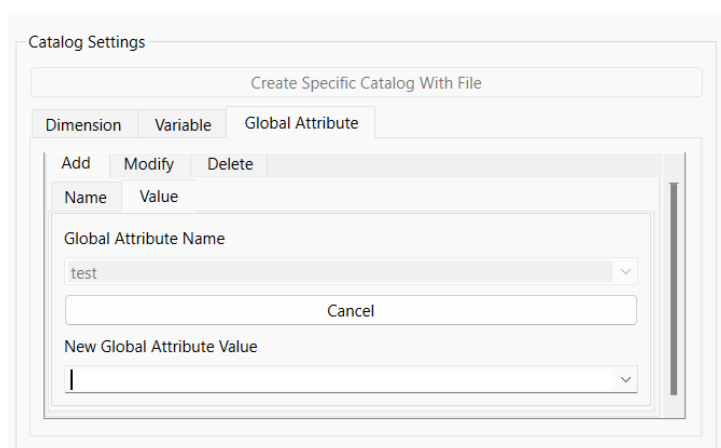 Catalog Settings
Create Specific Catalog With File
Dimension Variable Global Attribute
Add Modify Delete
Name Value
Global Attribute Name
test
Cancel
New Global Attribute Value